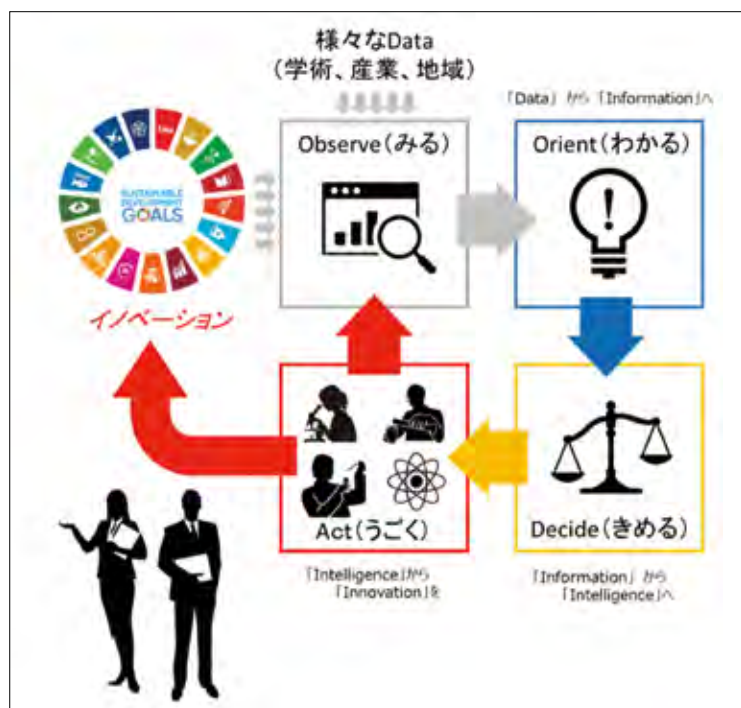 様々なData
(学術、産業、地域)
「Data」から「Information」へ
Observe(みる)
Orient(わかる)
SUSTAINABLE
DEVELOPMENT
GOALS
イノベーション
Act(うごく)
Decide(きめる)
「Intelligence」から
「Innovation」を
「Information」から
「Intelligence」へ